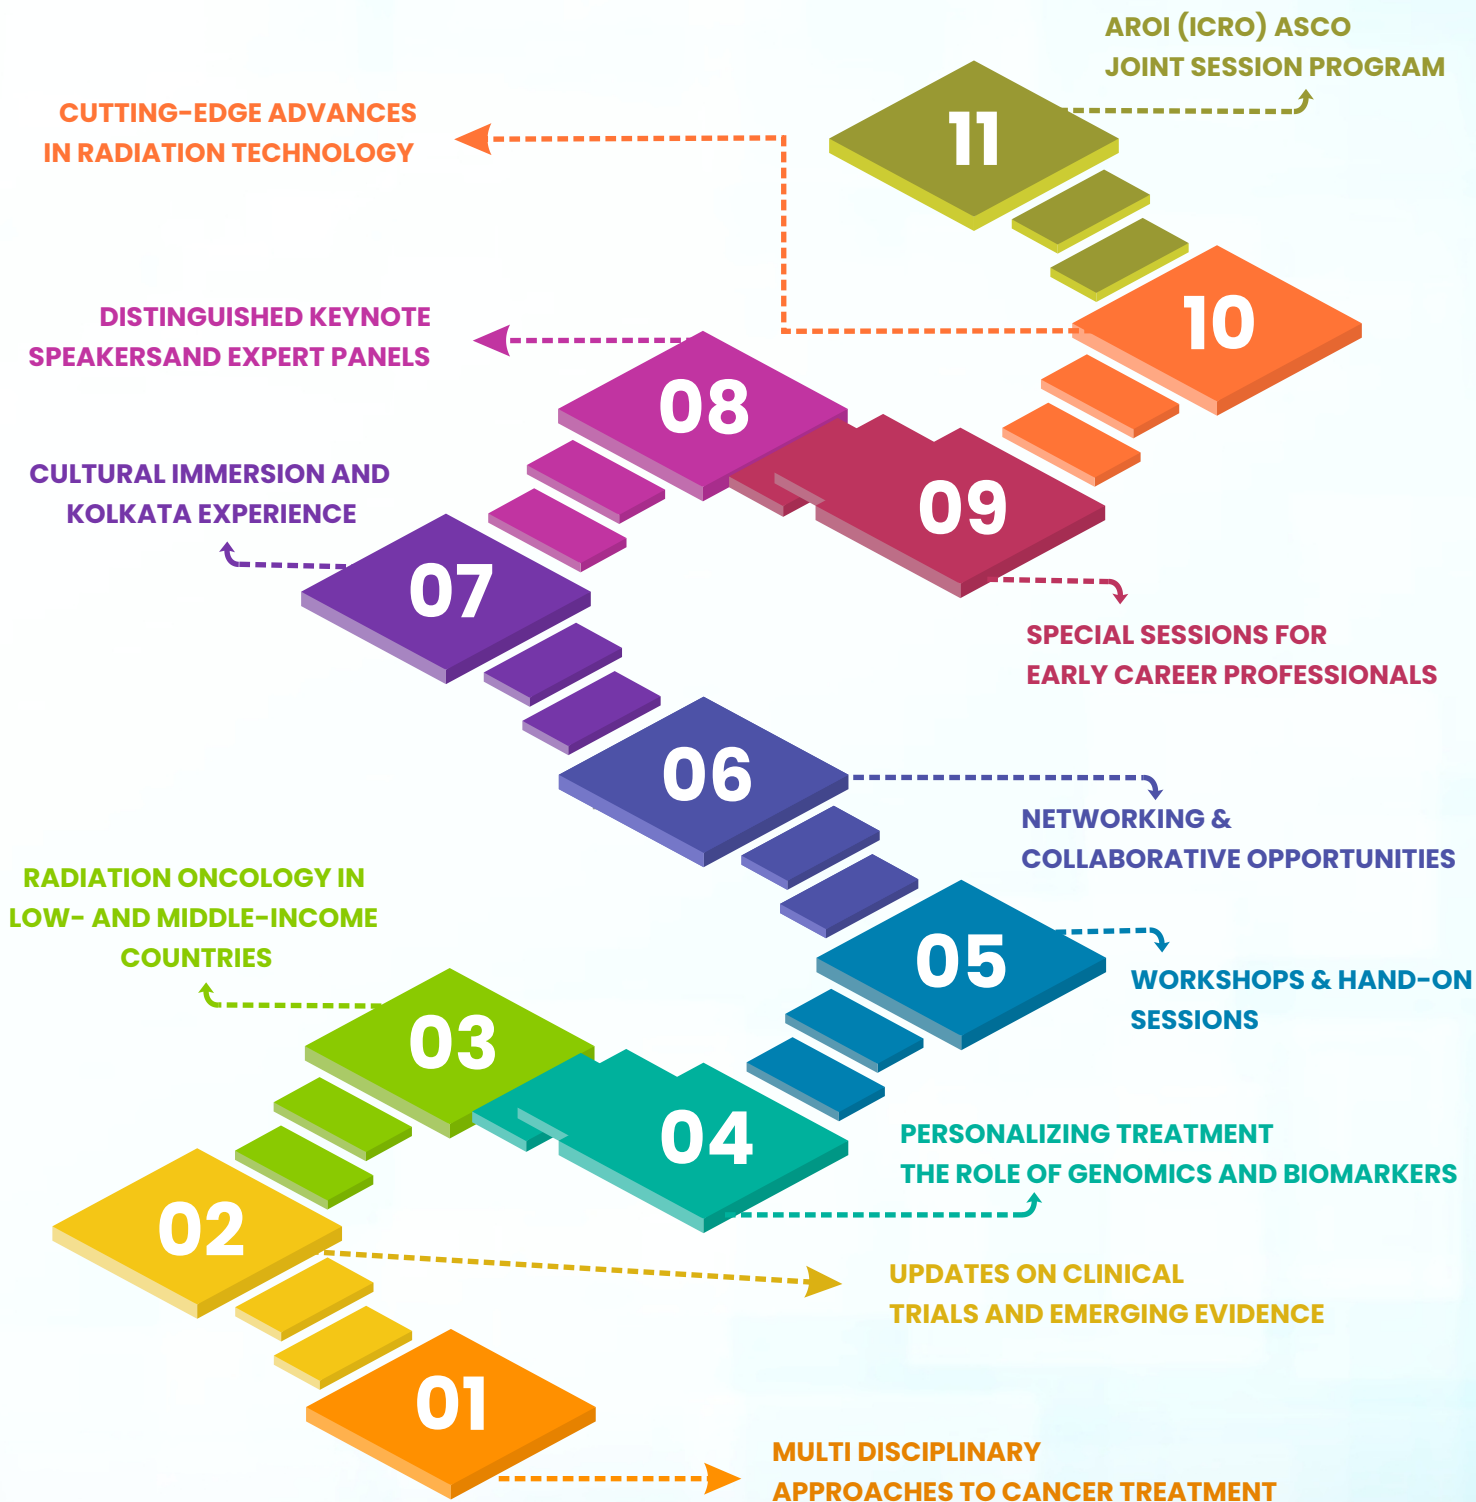 AROI (ICRO) ASCO
JOINT SESSION PROGRAM
11
CUTTING-EDGE ADVANCES
IN RADIATION TECHNOLOGY
10
DISTINGUISHED KEYNOTE
SPEAKERSAND EXPERT PANELS
08
09
CULTURAL IMMERSION AND
KOLKATA EXPERIENCE
07
SPECIAL SESSIONS FOR
EARLY CAREER PROFESSIONALS
06
NETWORKING &
COLLABORATIVE OPPORTUNITIES
RADIATION ONCOLOGY IN
LOW- AND MIDDLE-INCOME
COUNTRIES
05
WORKSHOPS & HAND-ON
SESSIONS
03
04
PERSONALIZING TREATMENT
THE ROLE OF GENOMICS AND BIOMARKERS
02
UPDATES ON CLINICAL
TRIALS AND EMERGING EVIDENCE
01
MULTI DISCIPLINARY
APPROACHES TO CANCER TREATMENT